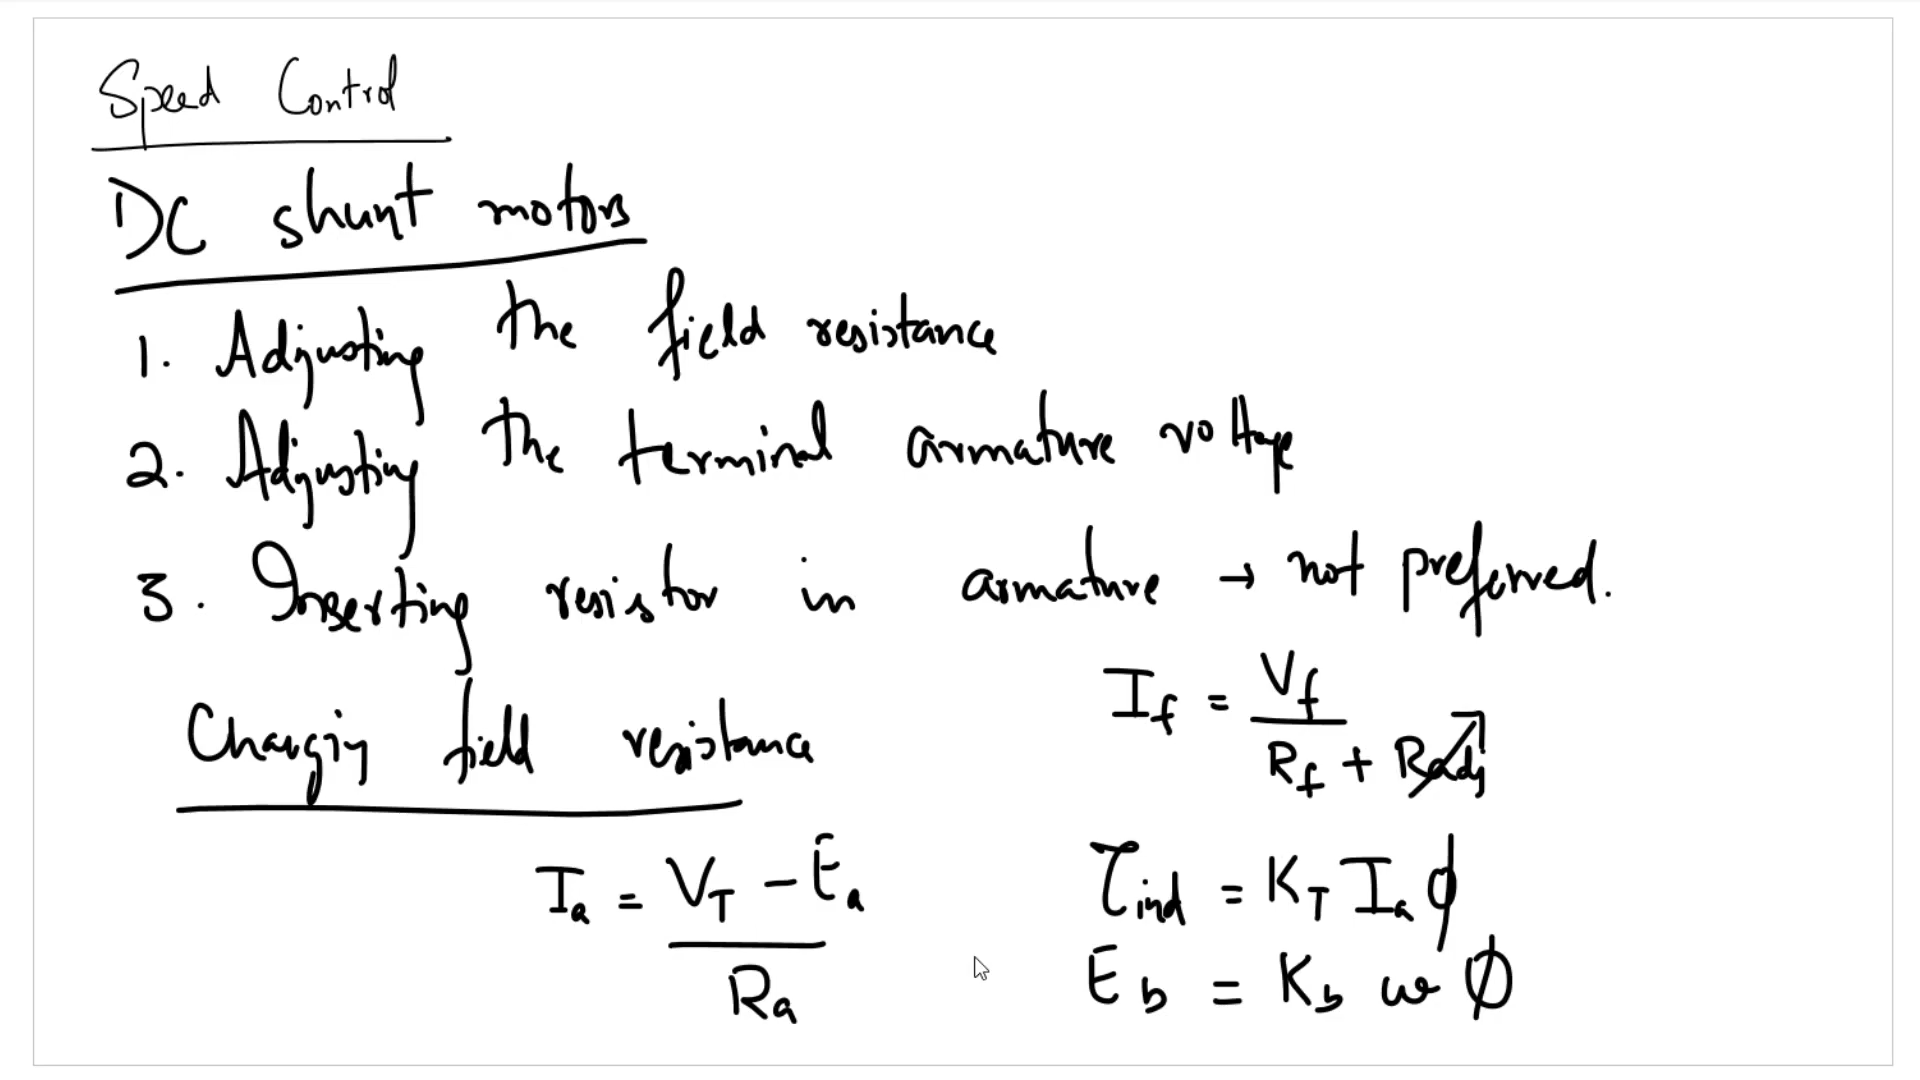 Speed Control
DC shunt motors
1. Adjusting the field resistance
2. Adjusting the terminal armature voltage
3. Inserting resistor in armature → not preferred.
Changing field resistance
I_f = V_f / (R_f + R_adj)
I_a = (V_T - E_a) / R_a
τ_ind = K_T I_a ϕ
E_b = K_b ω ϕ